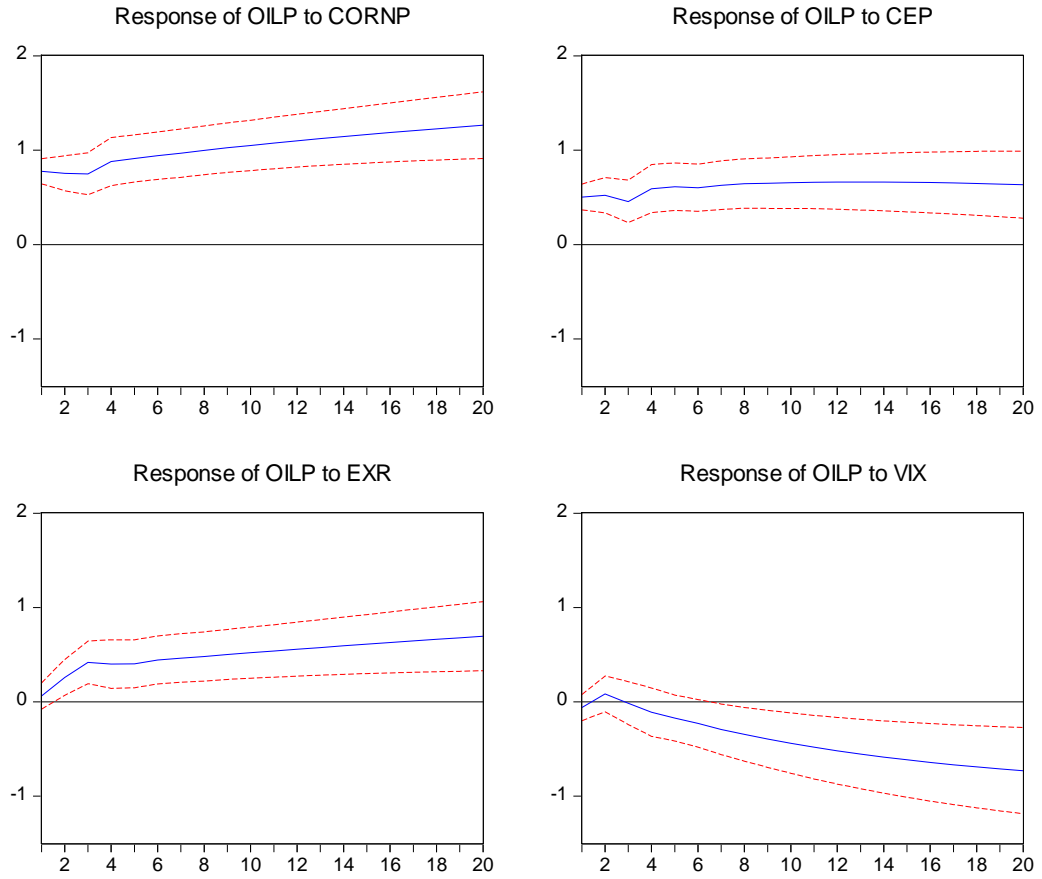 Response of OILP to CORNP
Response of OILP to CEP
2
1
0
-1
2 4 6 8 10 12 14 16 18 20
2
1
0
-1
2 4 6 8 10 12 14 16 18 20
Response of OILP to EXR
Response of OILP to VIX
2
1
0
-1
2 4 6 8 10 12 14 16 18 20
2
1
0
-1
2 4 6 8 10 12 14 16 18 20